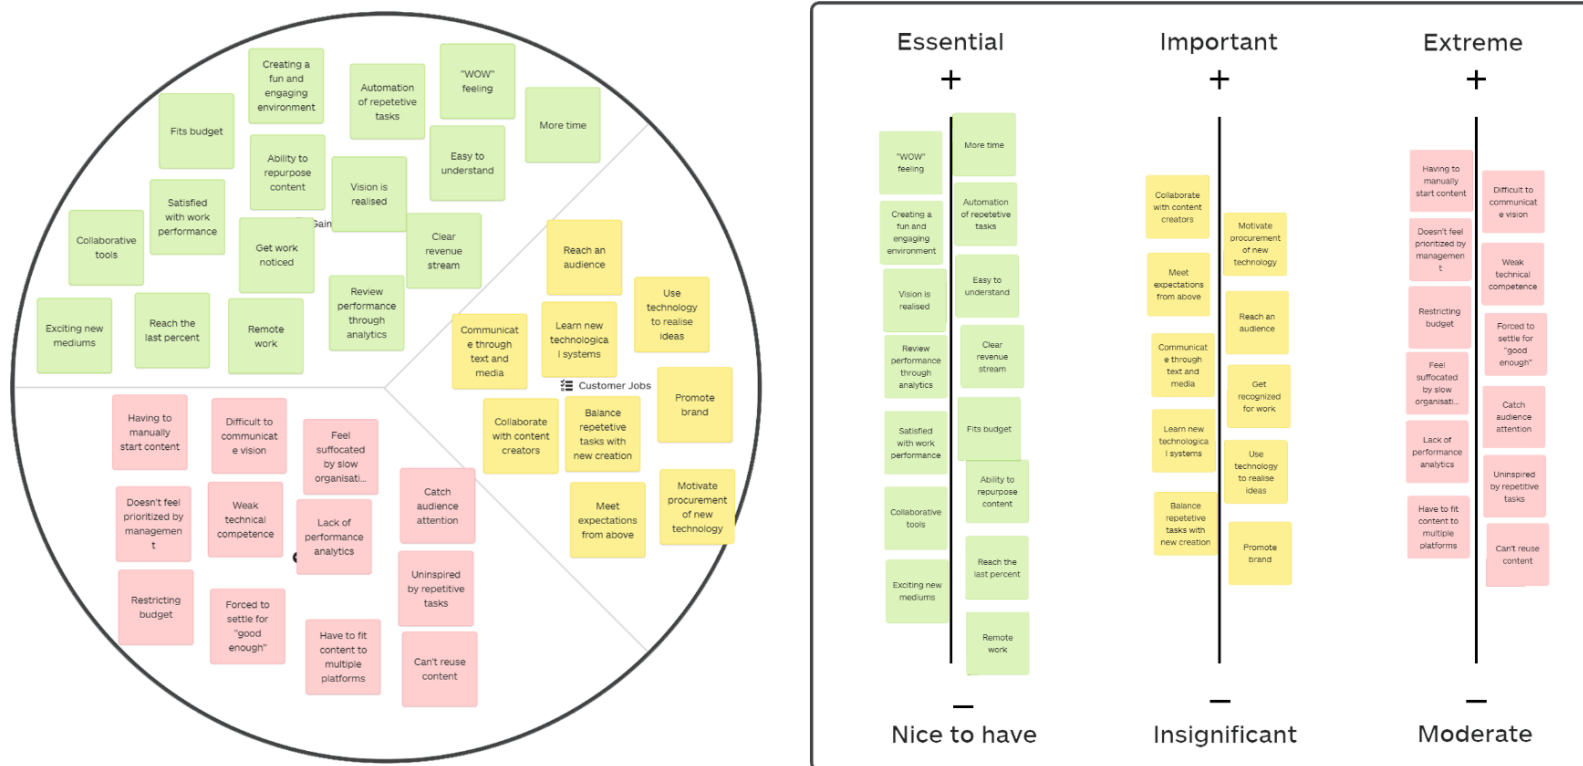 Creating a
fun and
engaging
environment
Automation
of repetetive
tasks
"WOW"
feeling
More time
Fits budget
Ability to
repurpose
content
Vision is
realised
Easy to
understand
Satisfied
with work
performance
Collaborative
tools
Get work
noticed
Gain
Clear
revenue
stream
Exciting new
mediums
Reach the
last percent
Remote
work
Review
performance
through
analytics
Reach an
audience
Use
technology
to realise
ideas
Communicat
e through
text and
media
Learn new
technologica
l systems
Customer Jobs
Promote
brand
Collaborate
with content
creators
Balance
repetetive
tasks with
new creation
Meet
expectations
from above
Motivate
procurement
of new
technology
Having to
manually
start content
Difficult to
communicat
e vision
Feel
suffocated
by slow
organisati...
Catch
audience
attention
Doesn't feel
prioritized by
managemen
t
Weak
technical
competence
Lack of
performance
analytics
Uninspired
by repetitive
tasks
Restricting
budget
Forced to
settle for
"good
enough"
Have to fit
content to
multiple
platforms
Can't reuse
content
Essential
+
"WOW"
feeling
More time
Creating a
fun and
engaging
environment
Automation
of repetetive
tasks
Vision is
realised
Easy to
understand
Review
performance
through
analytics
Clear
revenue
stream
Satisfied
with work
performance
Fits budget
Collaborative
tools
Ability to
repurpose
content
Exciting new
mediums
Reach the
last percent
Remote
work
–
Nice to have
Important
+
Collaborate
with content
creators
Motivate
procurement
of new
technology
Meet
expectations
from above
Reach an
audience
Communicat
e through
text and
media
Get
recognized
for work
Learn new
technologica
l systems
Use
technology
to realise
ideas
Balance
repetetive
tasks with
new creation
Promote
brand
–
Insignificant
Extreme
+
Having to
manually
start content
Difficult to
communicat
e vision
Doesn't feel
prioritized by
managemen
t
Weak
technical
competence
Restricting
budget
Forced to
settle for
"good
enough"
Feel
suffocated
by slow
organisati...
Catch
audience
attention
Lack of
performance
analytics
Uninspired
by repetitive
tasks
Have to fit
content to
multiple
platforms
Can't reuse
content
–
Moderate